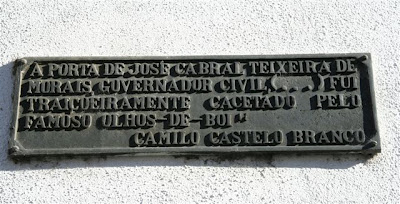 A PORTA DE JOSÉ CABRAL TEIXEIRA DE
MORAIS, GOVERNADOR CIVIL, (....) FUI
TRAIÇOEIRAMENTE CACETADO PELO
FAMOSO OLHOS-DE-BOI"
CAMILO CASTELO BRANCO